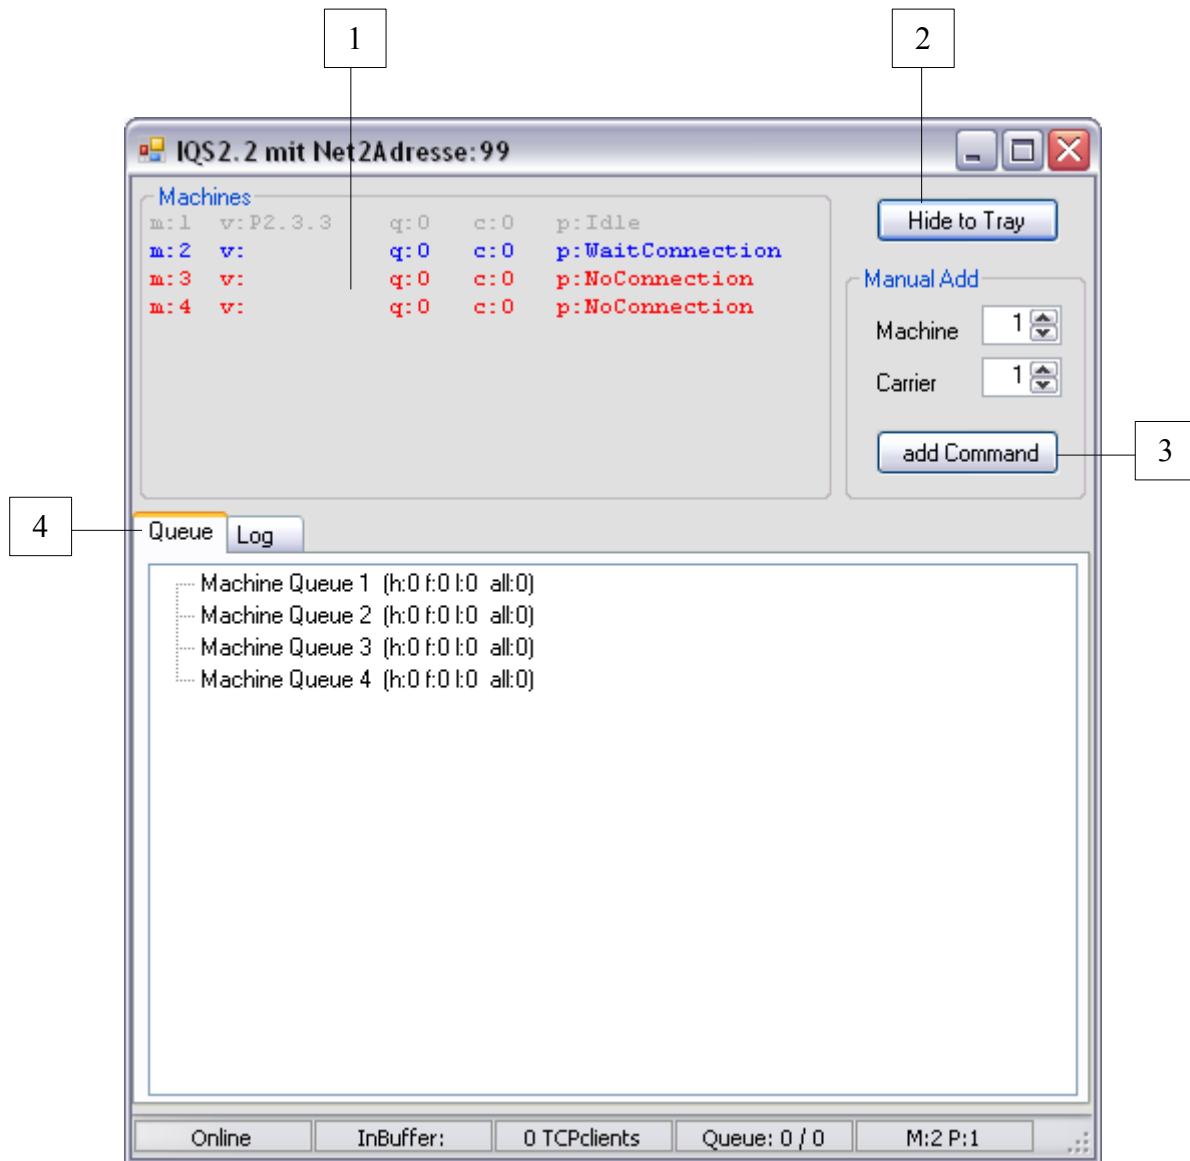 1
2
IQS2.2 mit Net2Adresse:99
Machines
m:1 v:P2.3.3 q:0 c:0 p:Idle
m:2 v: q:0 c:0 p:WaitConnection
m:3 v: q:0 c:0 p:NoConnection
m:4 v: q:0 c:0 p:NoConnection
Hide to Tray
Manual Add
Machine 1
Carrier 1
add Command
3
4
Queue Log
Machine Queue 1 (h:0 f:0 l:0 all:0)
Machine Queue 2 (h:0 f:0 l:0 all:0)
Machine Queue 3 (h:0 f:0 l:0 all:0)
Machine Queue 4 (h:0 f:0 l:0 all:0)
Online InBuffer: 0 TCPclients Queue: 0 / 0 M:2 P:1